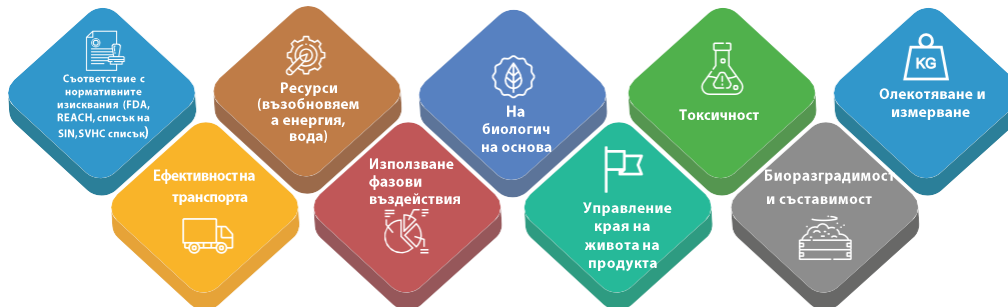 Съответствие с
нормативните
изисквания (FDA,
REACH, списък на
SIN, SVHC списък)
Ефективност на
транспорта
Ресурси
(възобновяем
а енергия,
вода)
Използване
фазови
въздействия
На
биологич
на основа
Управление
края на
живота на
продукта
Токсичност
Биоразградимост
и съставимост
KG
Олекотяване и
измерване